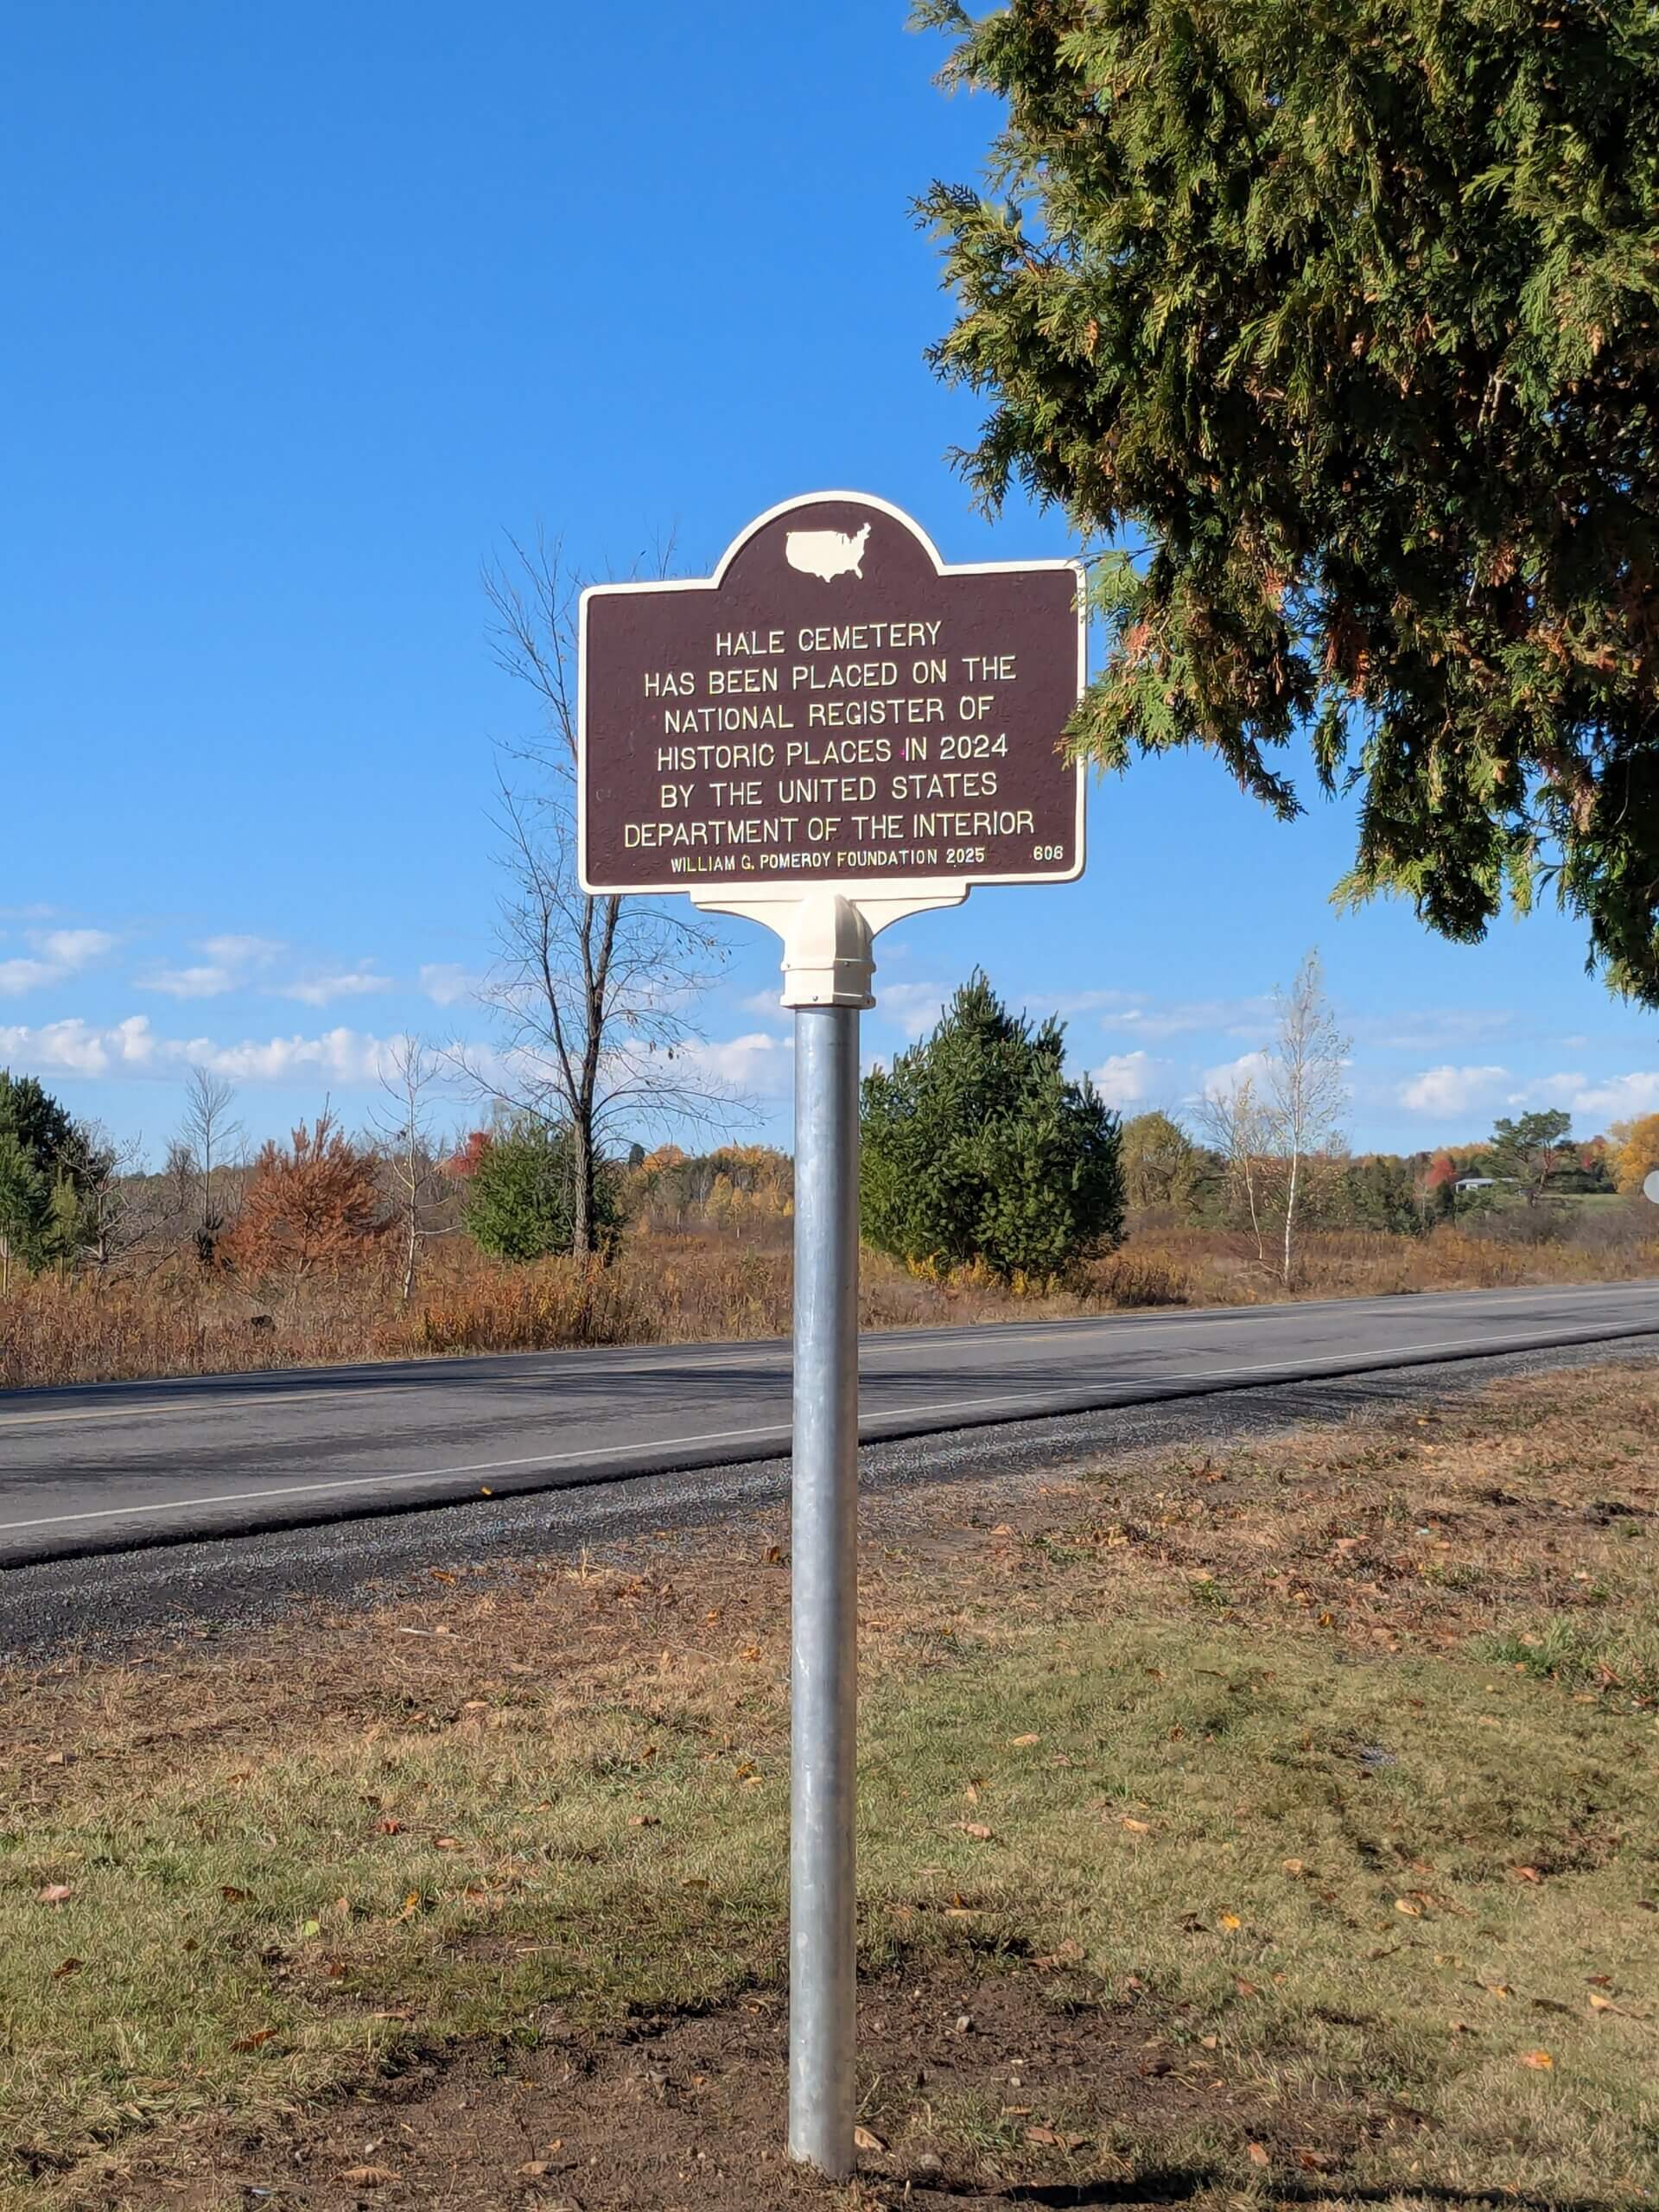 HALE CEMETERY
HAS BEEN PLACED ON THE
NATIONAL REGISTER OF
HISTORIC PLACES IN 2024
BY THE UNITED STATES
DEPARTMENT OF THE INTERIOR
WILLIAM G. POMEROY FOUNDATION 2025 606